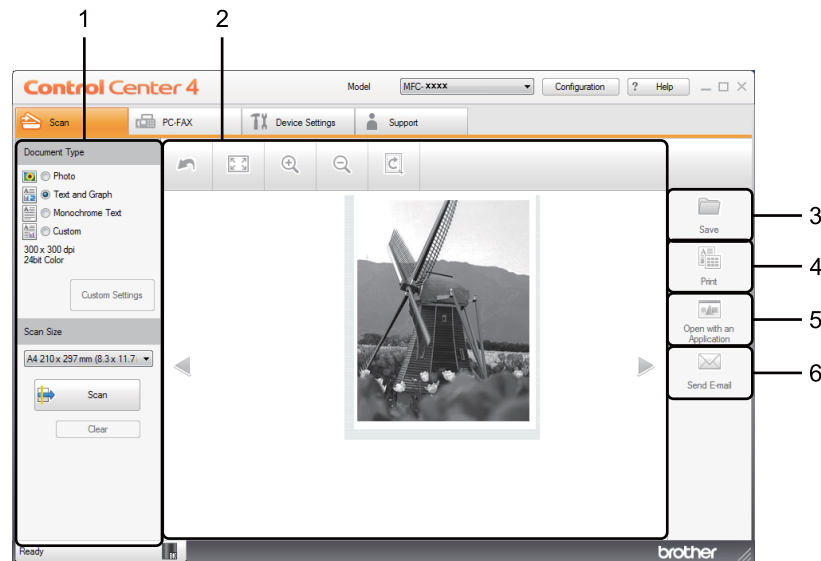 1 2
Control Center 4 Model MFC-xxxx Configuration ? Help
Scan PC-FAX Device Settings Support
Document Type
Photo
Text and Graph
Monochrome Text
Custom
300 x 300 dpi
24bit Color
Custom Settings
Scan Size
A4 210 x 297 mm (8.3 x 11.7
Scan
Clear
Save
3
Print
4
Open with an
Application
5
Send E-mail
6
Ready BK brother